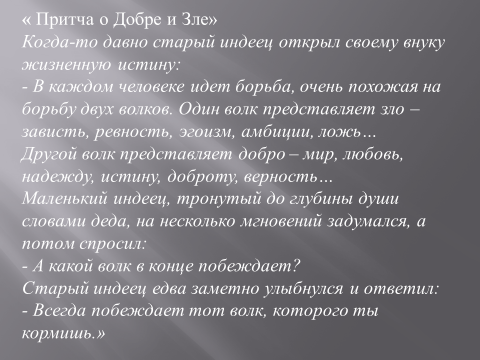 « Притча о Добре и Зле»
Когда-то давно старый индеец открыл своему внуку
жизненную истину:
- В каждом человеке идет борьба, очень похожая на
борьбу двух волков. Один волк представляет зло –
зависть, ревность, эгоизм, амбиции, ложь…
Другой волк представляет добро – мир, любовь,
надежду, истину, доброту, верность…
Маленький индеец, тронутый до глубины души
словами деда, на несколько мгновений задумался, а
потом спросил:
- А какой волк в конце побеждает?
Старый индеец едва заметно улыбнулся и ответил:
- Всегда побеждает тот волк, которого ты
кормишь.»